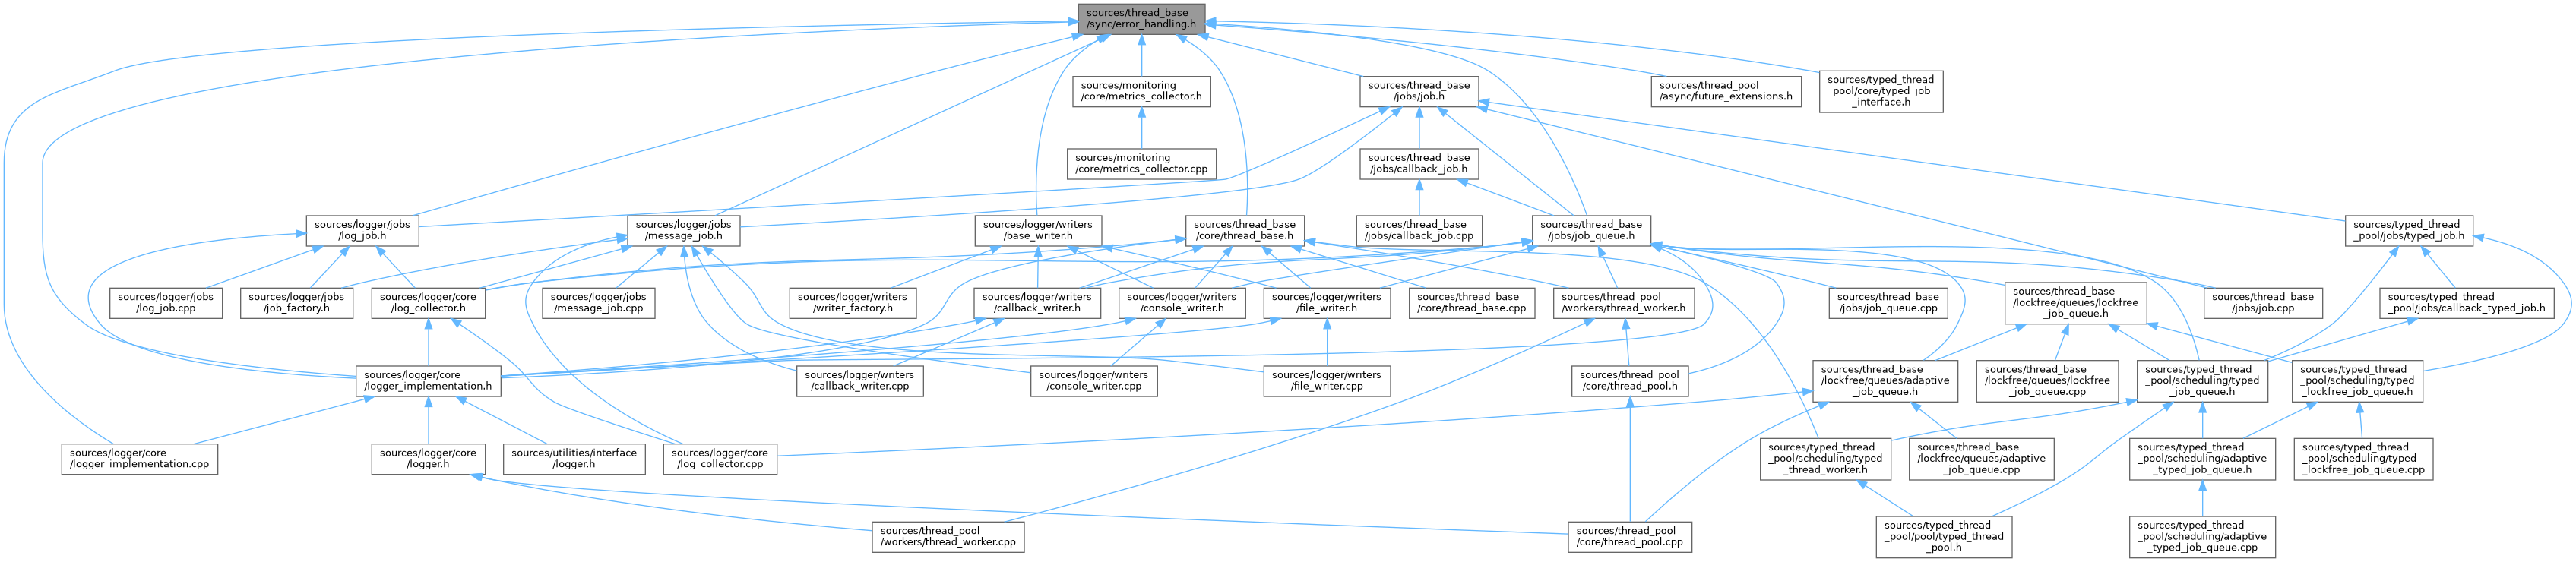 sources/thread_base
/sync/error_handling.h
sources/monitoring
/core/metrics_collector.h
sources/thread_base
/jobs/job.h
sources/thread_pool
/async/future_extensions.h
sources/typed_thread
_pool/core/typed_job
_interface.h
sources/monitoring
/core/metrics_collector.cpp
sources/thread_base
/jobs/callback_job.h
sources/logger/jobs
/log_job.h
sources/logger/jobs
/message_job.h
sources/logger/writers
/base_writer.h
sources/thread_base
/core/thread_base.h
sources/thread_base
/jobs/callback_job.cpp
sources/thread_base
/jobs/job_queue.h
sources/typed_thread
_pool/jobs/typed_job.h
sources/logger/jobs
/log_job.cpp
sources/logger/jobs
/job_factory.h
sources/logger/core
/log_collector.h
sources/logger/jobs
/message_job.cpp
sources/logger/writers
/writer_factory.h
sources/logger/writers
/callback_writer.h
sources/logger/writers
/console_writer.h
sources/logger/writers
/file_writer.h
sources/thread_base
/core/thread_base.cpp
sources/thread_pool
/workers/thread_worker.h
sources/thread_base
/jobs/job_queue.cpp
sources/thread_base
/lockfree/queues/lockfree
_job_queue.h
sources/thread_base
/jobs/job.cpp
sources/typed_thread
_pool/jobs/callback_typed_job.h
sources/logger/core
/logger_implementation.h
sources/logger/writers
/callback_writer.cpp
sources/logger/writers
/console_writer.cpp
sources/logger/writers
/file_writer.cpp
sources/thread_pool
/core/thread_pool.h
sources/thread_base
/lockfree/queues/adaptive
_job_queue.h
sources/thread_base
/lockfree/queues/lockfree
_job_queue.cpp
sources/typed_thread
_pool/scheduling/typed
_job_queue.h
sources/typed_thread
_pool/scheduling/typed
_lockfree_job_queue.h
sources/logger/core
/logger_implementation.cpp
sources/logger/core
/logger.h
sources/utilities/interface
/logger.h
sources/logger/core
/log_collector.cpp
sources/typed_thread
_pool/scheduling/typed
_thread_worker.h
sources/thread_base
/lockfree/queues/adaptive
_job_queue.cpp
sources/typed_thread
_pool/scheduling/adaptive
_typed_job_queue.h
sources/typed_thread
_pool/scheduling/typed
_lockfree_job_queue.cpp
sources/thread_pool
/workers/thread_worker.cpp
sources/thread_pool
/core/thread_pool.cpp
sources/typed_thread
_pool/pool/typed_thread
_pool.h
sources/typed_thread
_pool/scheduling/adaptive
_typed_job_queue.cpp